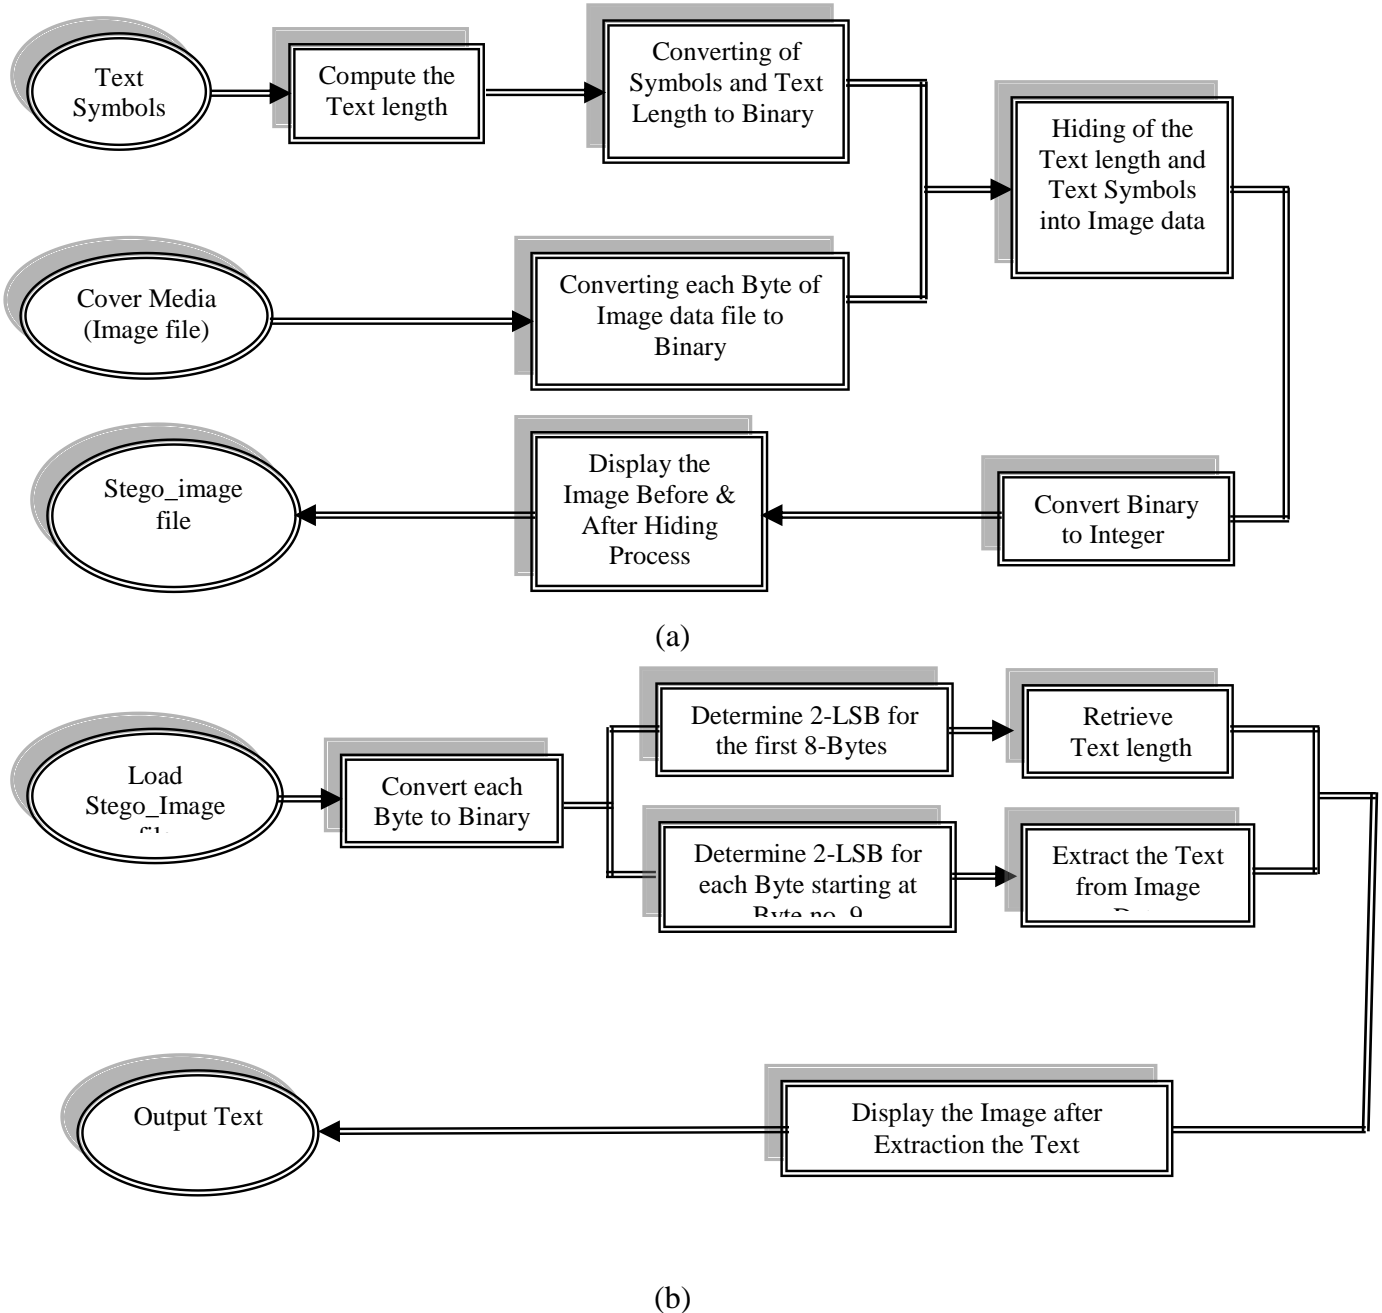 Text
Symbols
Compute the
Text length
Converting of
Symbols and Text
Length to Binary
Hiding of the
Text length and
Text Symbols
into Image data
Cover Media
(Image file)
Converting each Byte of
Image data file to
Binary
Stego_image
file
Display the
Image Before &
After Hiding
Process
Convert Binary
to Integer
(a)
Load
Stego_Image
Convert each
Byte to Binary
Determine 2-LSB for
the first 8-Bytes
Retrieve
Text length
Determine 2-LSB for
each Byte starting at
Byte no. 9
Extract the Text
from Image
Output Text
Display the Image after
Extraction the Text
(b)